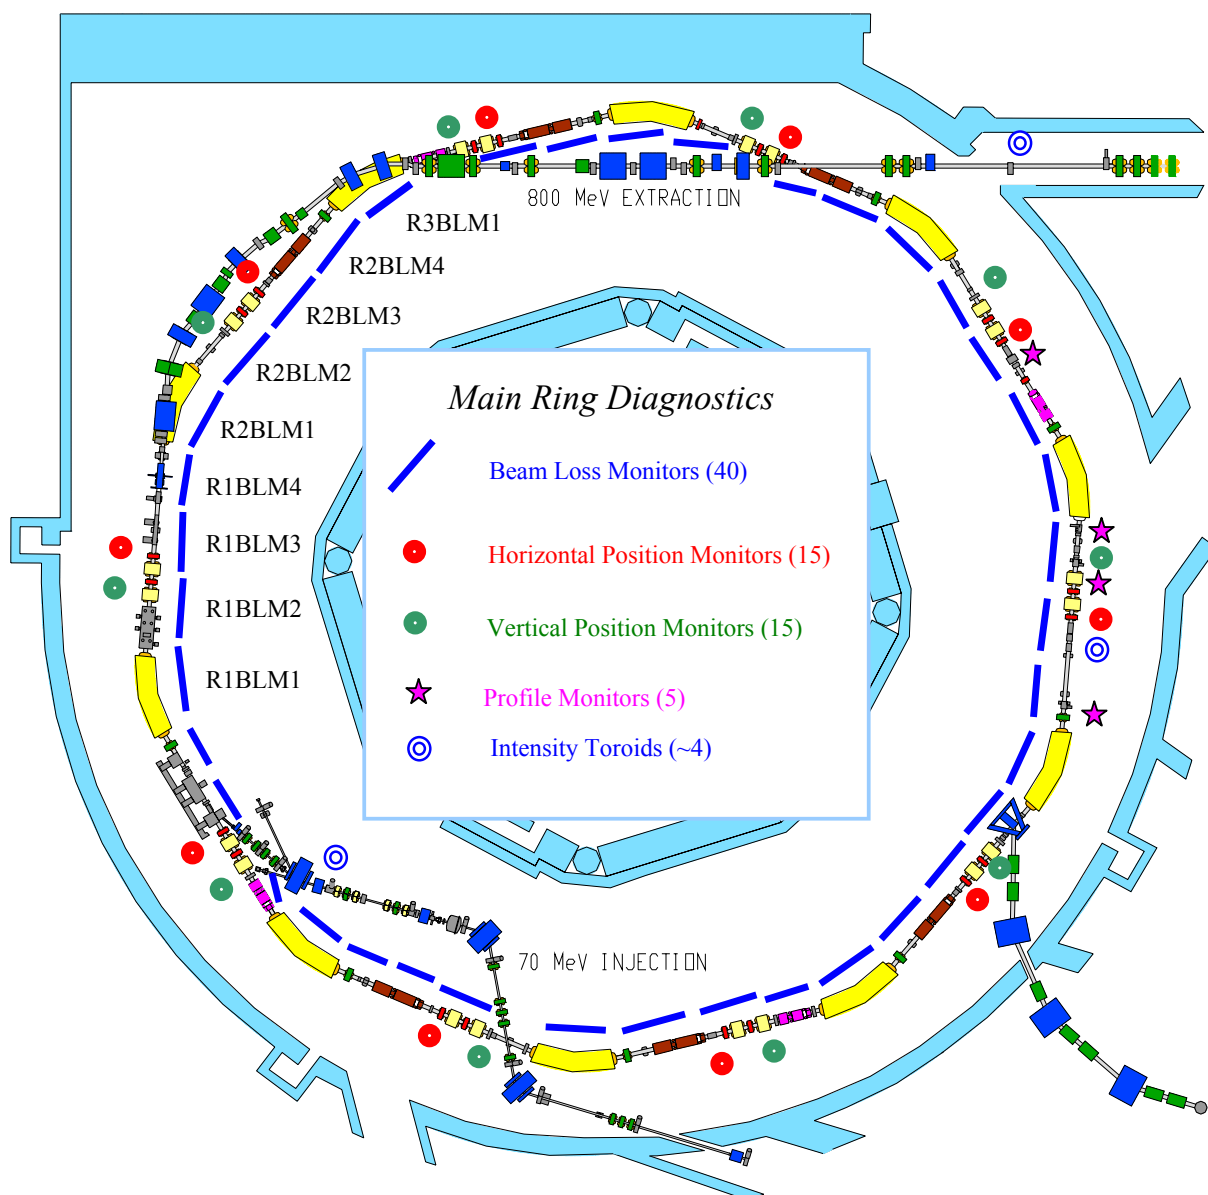 800 MeV EXTRACTION
R3BLM1
R2BLM4
R2BLM3
R2BLM2
R2BLM1
R1BLM4
R1BLM3
R1BLM2
R1BLM1
Main Ring Diagnostics
Beam Loss Monitors (40)
Horizontal Position Monitors (15)
Vertical Position Monitors (15)
Profile Monitors (5)
Intensity Toroids (~4)
70 MeV INJECTION